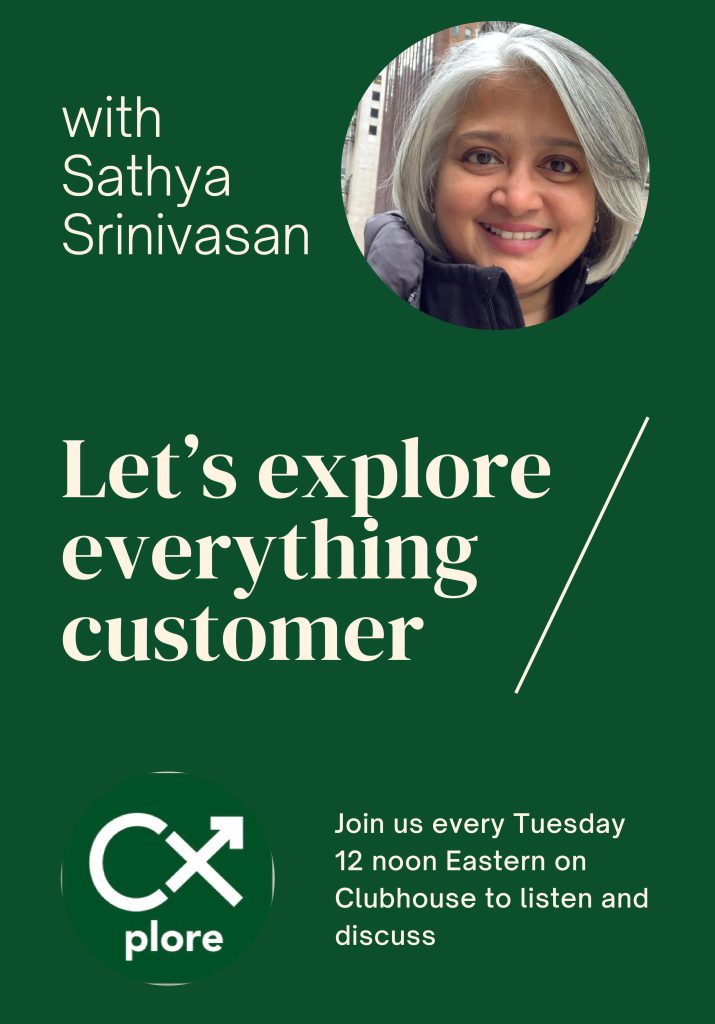 with
Sathya
Srinivasan
Let’s explore
everything
customer
CX
plore
Join us every Tuesday
12 noon Eastern on
Clubhouse to listen and
discuss